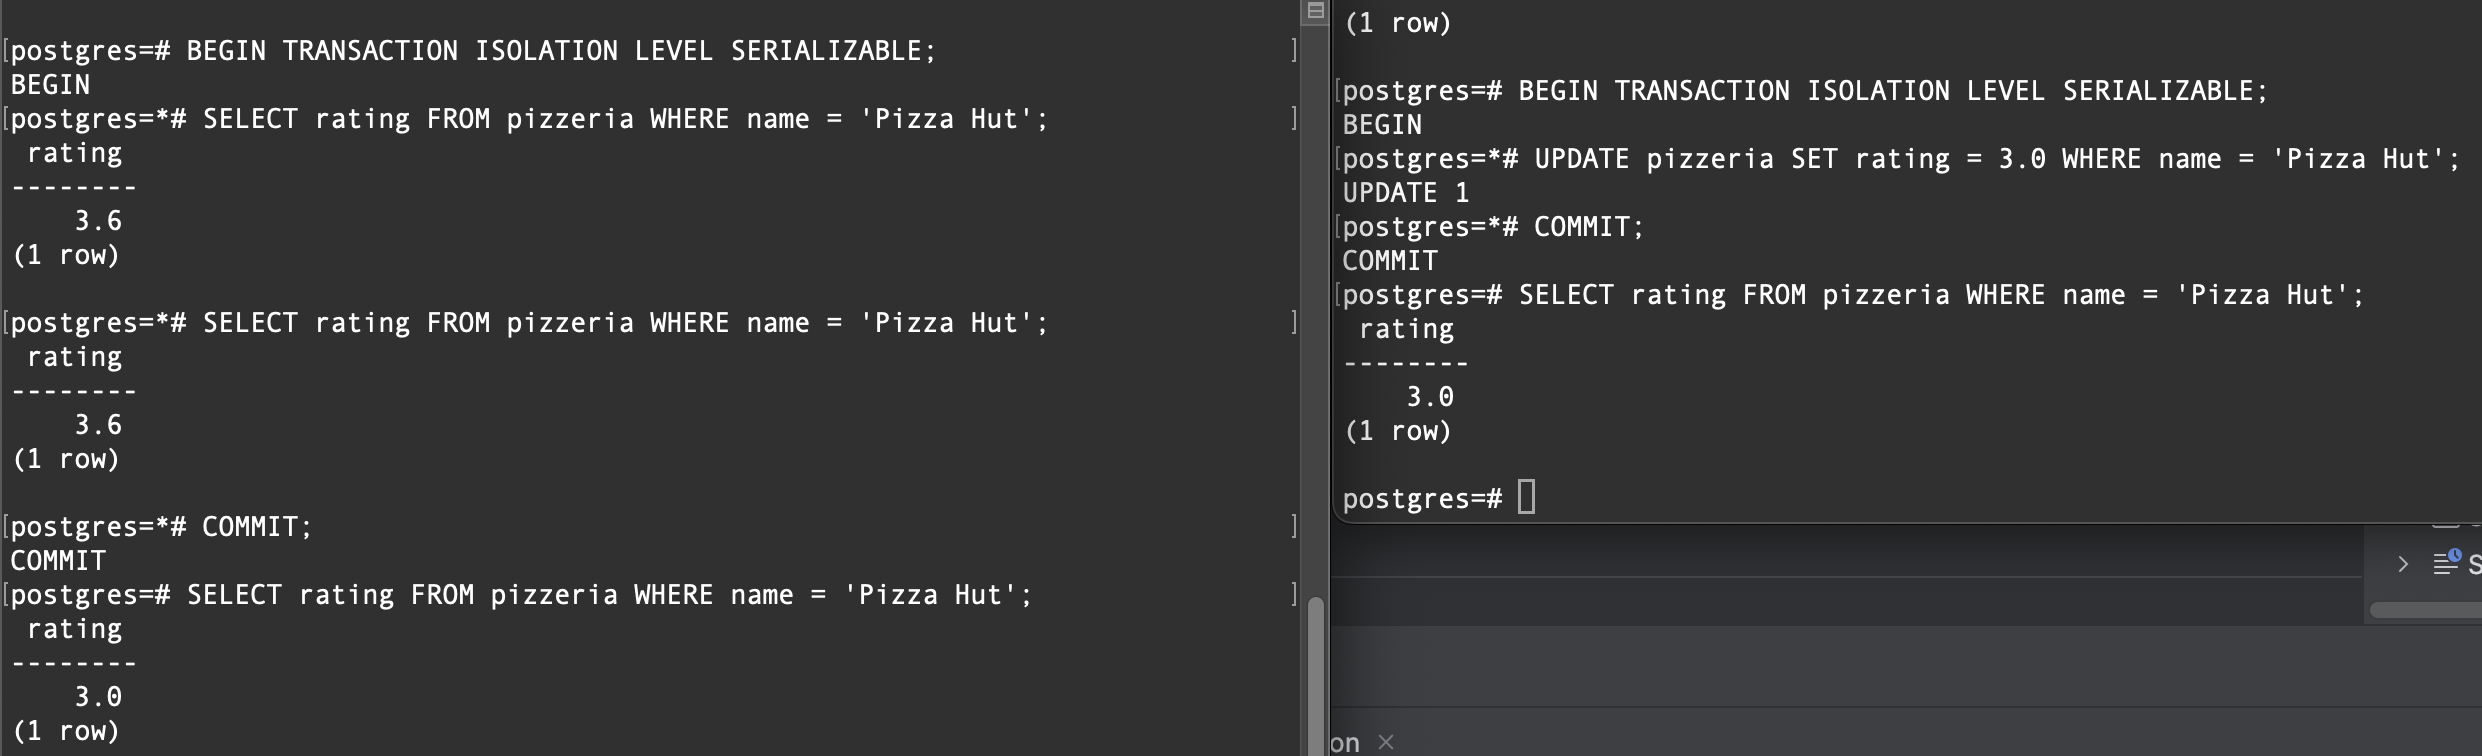 postgres=# BEGIN TRANSACTION ISOLATION LEVEL SERIALIZABLE;
BEGIN
postgres=*# SELECT rating FROM pizzeria WHERE name = 'Pizza Hut';
 rating
--------
    3.6
(1 row)

postgres=*# SELECT rating FROM pizzeria WHERE name = 'Pizza Hut';
 rating
--------
    3.6
(1 row)

postgres=*# COMMIT;
COMMIT
postgres=# SELECT rating FROM pizzeria WHERE name = 'Pizza Hut';
 rating
--------
    3.0
(1 row)

(1 row)

postgres=# BEGIN TRANSACTION ISOLATION LEVEL SERIALIZABLE;
BEGIN
postgres=*# UPDATE pizzeria SET rating = 3.0 WHERE name = 'Pizza Hut';
UPDATE 1
postgres=*# COMMIT;
COMMIT
postgres=# SELECT rating FROM pizzeria WHERE name = 'Pizza Hut';
 rating
--------
    3.0
(1 row)

postgres=#
S
on ×